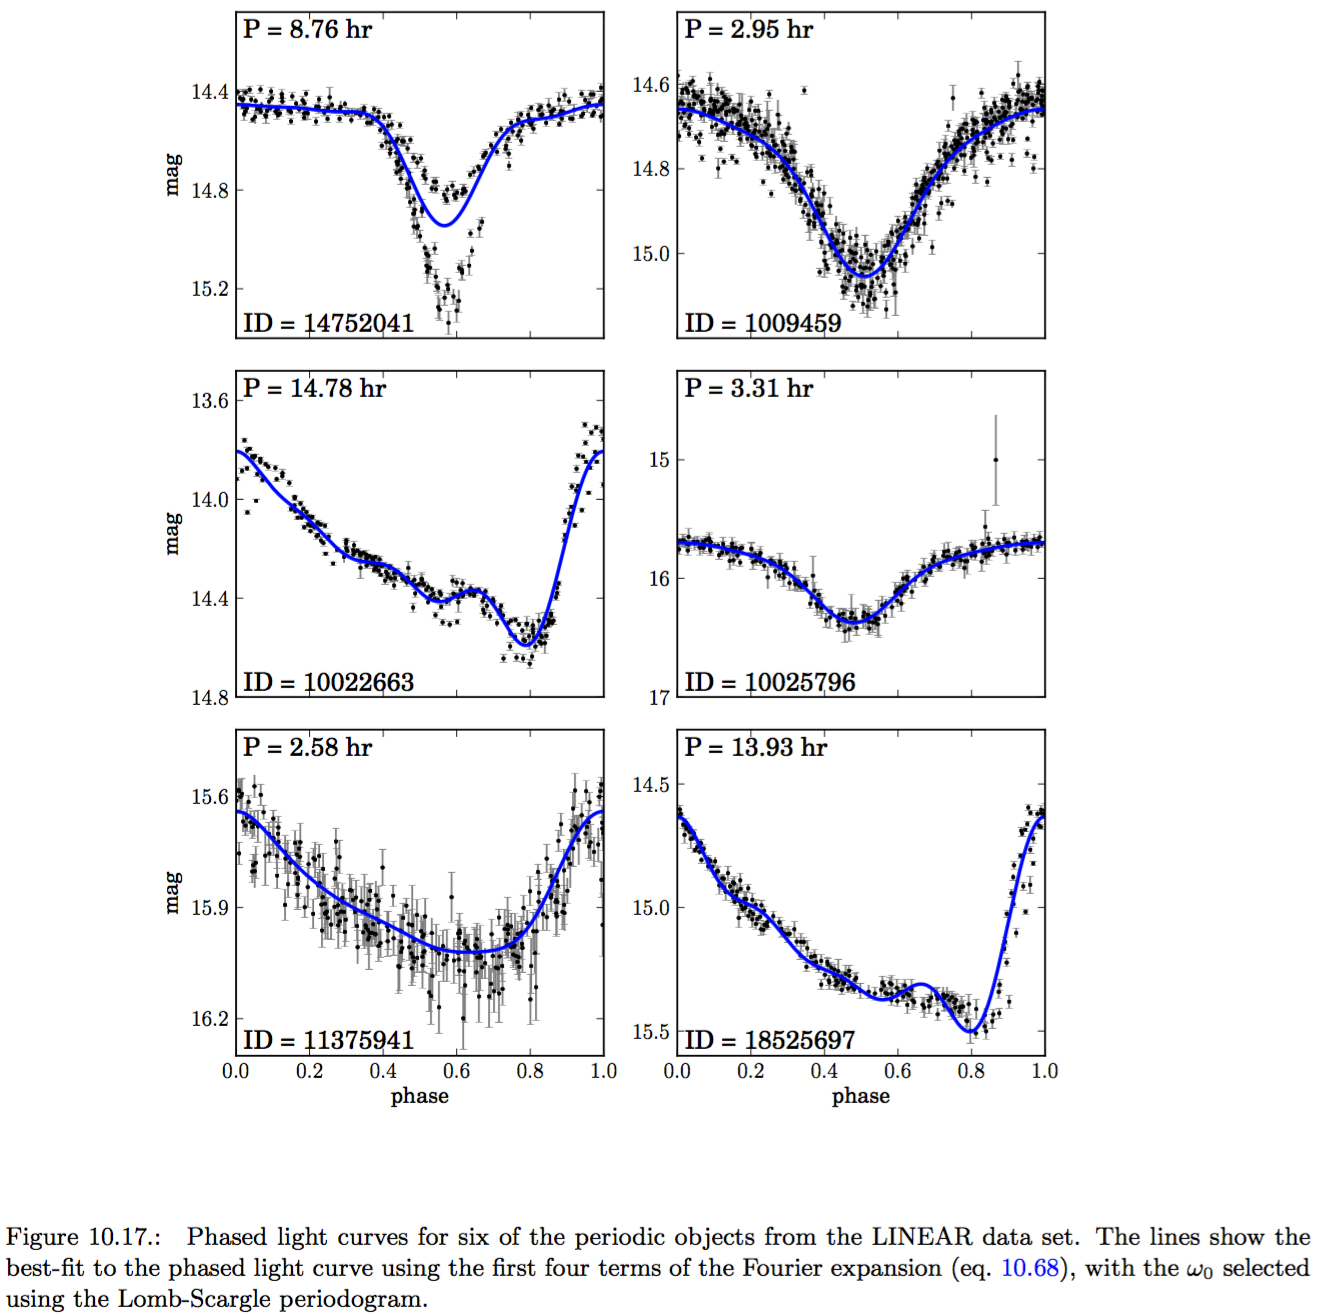 P = 8.76 hr
14.4
14.8
15.2
mag
ID = 14752041
P = 2.95 hr
14.6
14.8
15.0
ID = 1009459
P = 14.78 hr
13.6
14.0
14.4
14.8
mag
ID = 10022663
P = 3.31 hr
15
16
17
ID = 10025796
P = 2.58 hr
15.6
15.9
16.2
mag
ID = 11375941
0.0 0.2 0.4 0.6 0.8 1.0
phase
P = 13.93 hr
14.5
15.0
15.5
ID = 18525697
0.0 0.2 0.4 0.6 0.8 1.0
phase
Figure 10.17.: Phased light curves for six of the periodic objects from the LINEAR data set. The lines show the
best-fit to the phased light curve using the first four terms of the Fourier expansion (eq. 10.68), with the ω₀ selected
using the Lomb-Scargle periodogram.